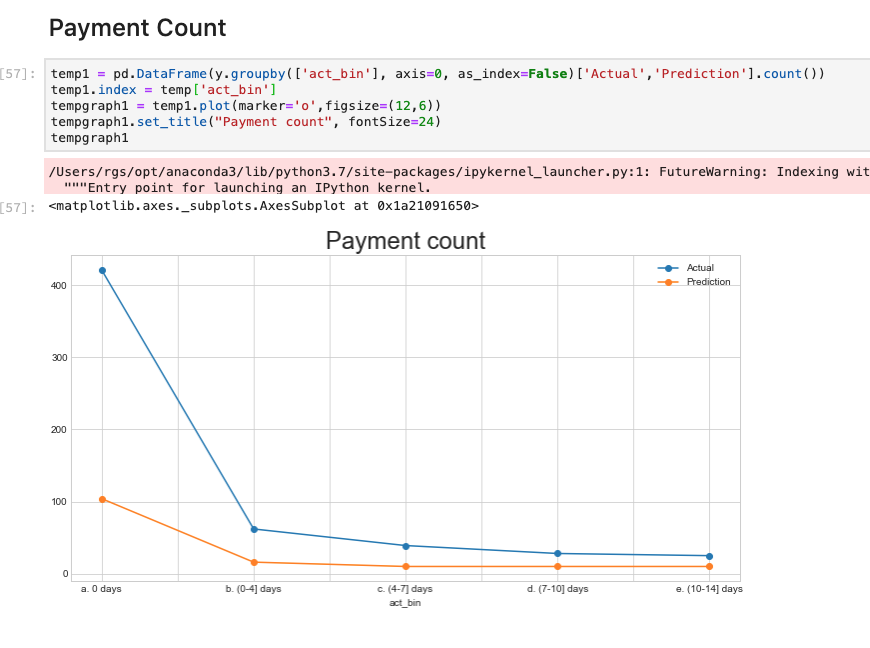 Payment Count
[57]: temp1 = pd.DataFrame(y.groupby(['act_bin'], axis=0, as_index=False)['Actual','Prediction'].count())
temp1.index = temp['act_bin']
tempgraph1 = temp1.plot(marker='o',figsize=(12,6))
tempgraph1.set_title("Payment count", fontSize=24)
tempgraph1
/Users/rgs/opt/anaconda3/lib/python3.7/site-packages/ipykernel_launcher.py:1: FutureWarning: Indexing wit
"""Entry point for launching an IPython kernel.
[57]: <matplotlib.axes._subplots.AxesSubplot at 0x1a21091650>
Payment count
Actual
Prediction
400
300
200
100
0
a. 0 days b. (0-4] days c. (4-7] days d. (7-10] days e. (10-14] days
act_bin